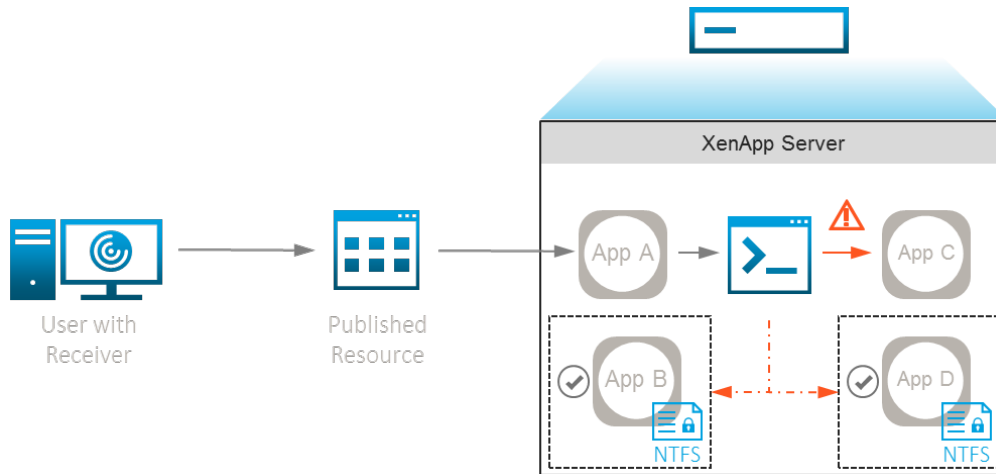 XenApp Server
App A
App C
User with
Receiver
Published
Resource
App B
App D
NTFS
NTFS